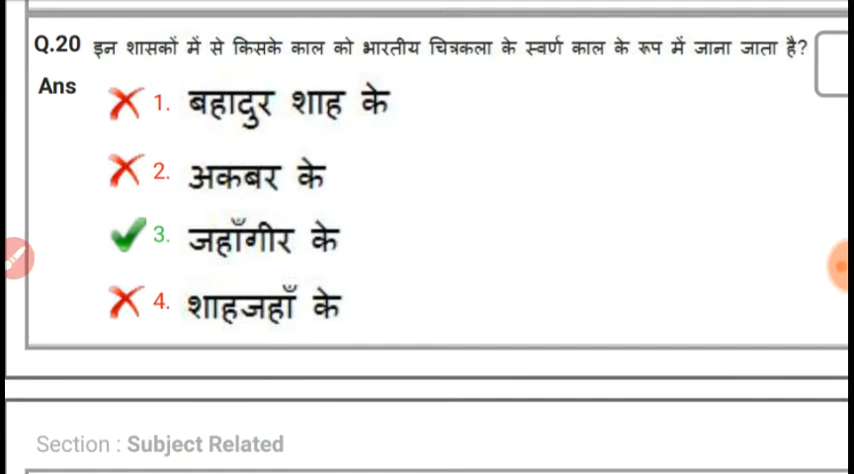 Q.20 इन शासकों में से किसके काल को भारतीय चित्रकला के स्वर्ण काल के रूप में जाना जाता है?
Ans
1. बहादुर शाह के
2. अकबर के
3. जहाँगीर के
4. शाहजहाँ के
Section : Subject Related